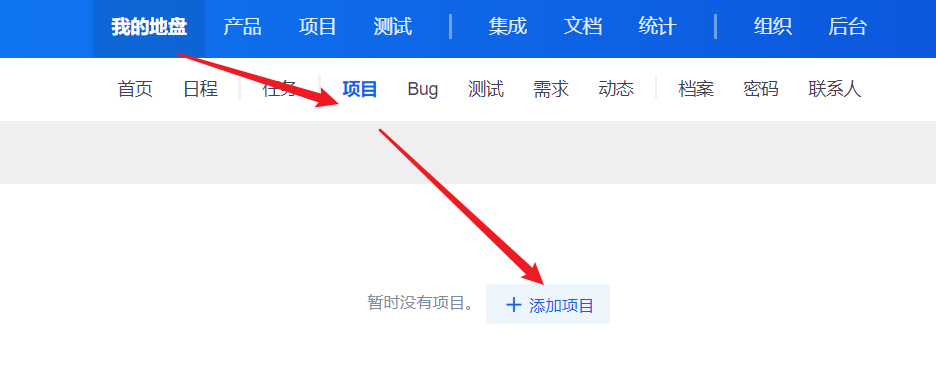 我的地盘 产品 项目 测试 集成 文档 统计 组织 后台
首页 日程 任务 项目 Bug 测试 需求 动态 档案 密码 联系人
暂时没有项目。 + 添加项目